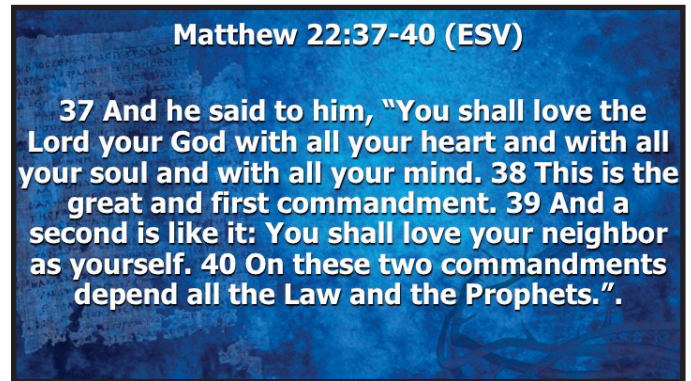 Matthew 22:37-40 (ESV)
37 And he said to him, “You shall love the
Lord your God with all your heart and with all
your soul and with all your mind. 38 This is the
great and first commandment. 39 And a
second is like it: You shall love your neighbor
as yourself. 40 On these two commandments
depend all the Law and the Prophets.”.